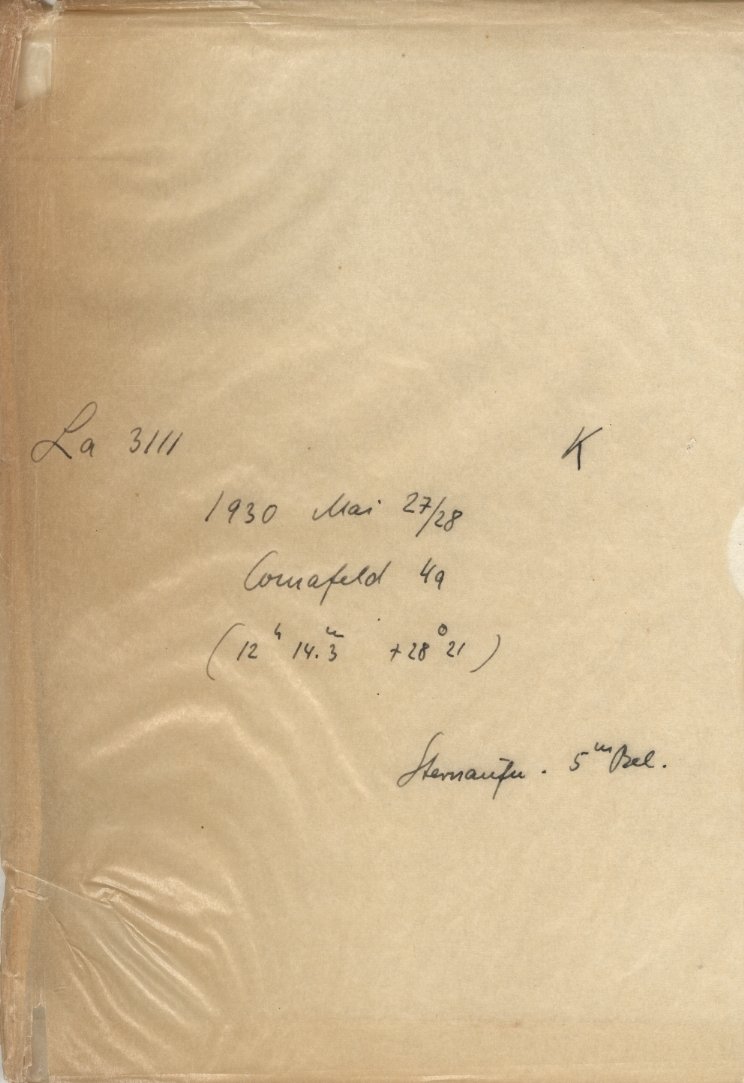 La 3111 K
1930 Mai 27/28
Comafeld 4a
(12ʰ 14.3ᵐ +28° 21)
Sternaufn. 5ᵐ Bel.